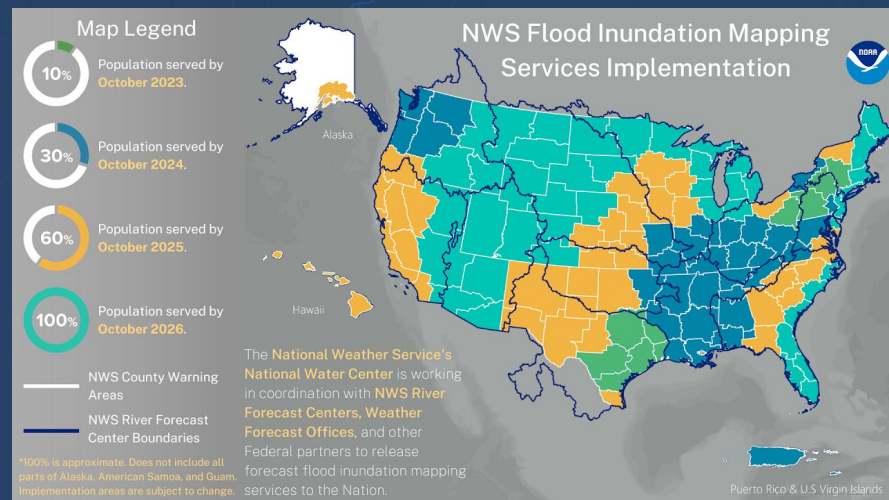 Map Legend
10%
Population served by
October 2023.
30%
Population served by
October 2024.
60%
Population served by
October 2025.
100%
Population served by
October 2026.
NWS County Warning
Areas
NWS River Forecast
Center Boundaries
*100% is approximate. Does not include all
parts of Alaska, American Samoa, and Guam.
Implementation areas are subject to change.
NWS Flood Inundation Mapping
Services Implementation
NOAA
Alaska
Hawaii
The National Weather Service's
National Water Center is working
in coordination with NWS River
Forecast Centers, Weather
Forecast Offices, and other
Federal partners to release
forecast flood inundation mapping
services to the Nation.
Puerto Rico & U.S Virgin Islands